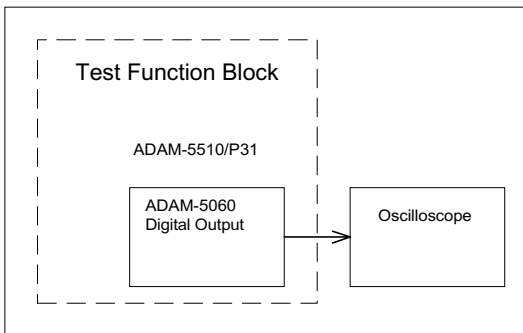 Test Function Block
ADAM-5510/P31
ADAM-5060
Digital Output
Oscilloscope